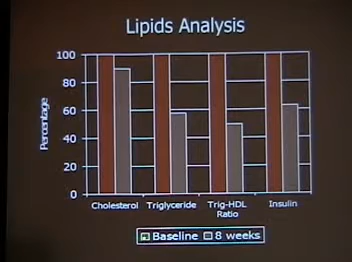 Lipids Analysis
100
80
60
40
20
0
Percentage
Cholesterol Triglyceride Trig-HDL Ratio Insulin
Baseline 8 weeks